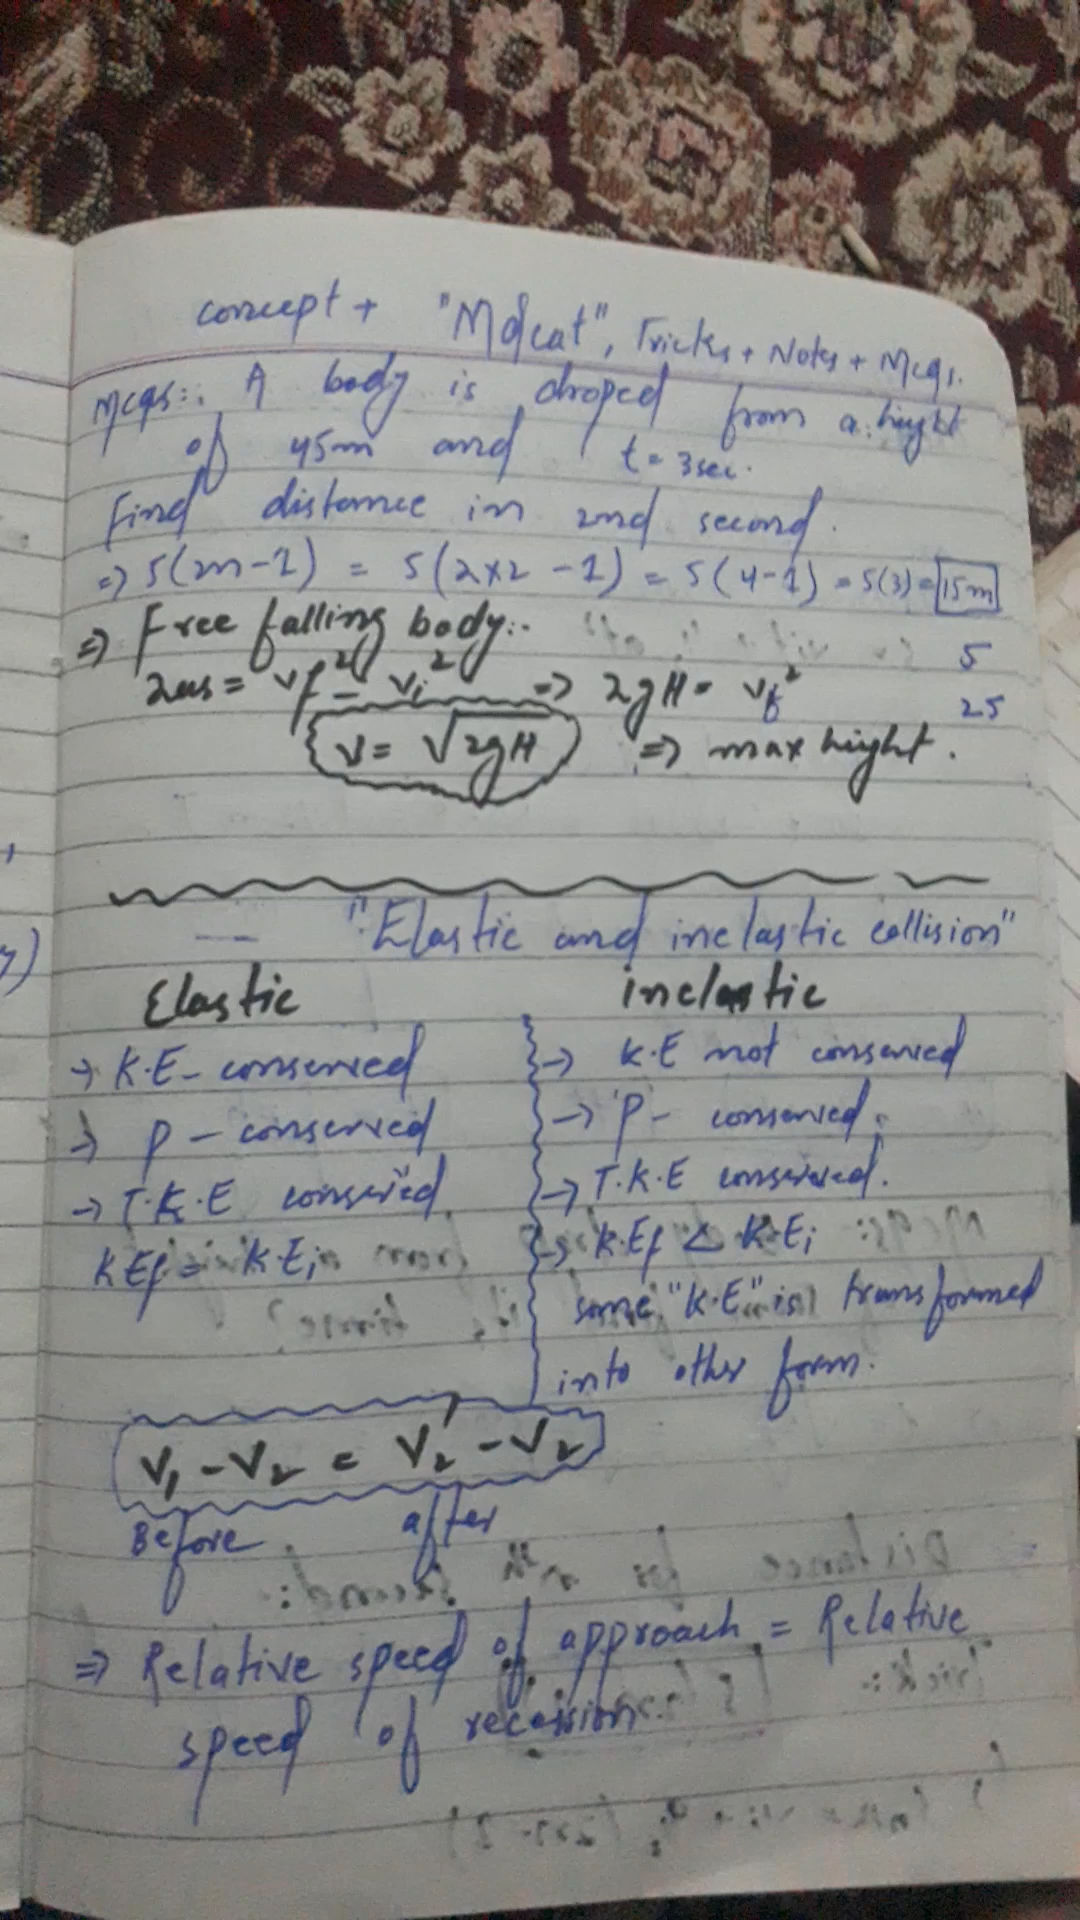 concept + "Mdcat", Tricks + Notes + Mcqs.
Mcqs:. A body is droped from a hight
of 45m and t = 3sec.
Find distance in 2nd second.
=> 5(2n-1) = 5(2x2-1) = 5(4-1) = 5(3) = 15m
=> Free falling body:.
5
2as = vf² - vi² => 2gH = vf²
25
v = √2gH => max hight.
"Elastic and inelastic collision"
Elastic inelastic
→ K.E- conserved → K.E not conserved
→ P - conserved → P - conserved.
→ T.K.E conserved → T.K.E conserved.
KEf = K.Ei → K.Ef < K.Ei
some "K.E" is transformed
into other form.
V₁ - V₂ = V₂' - V₂
Before after
=> Relative speed of approach = Relative
speed of recession.